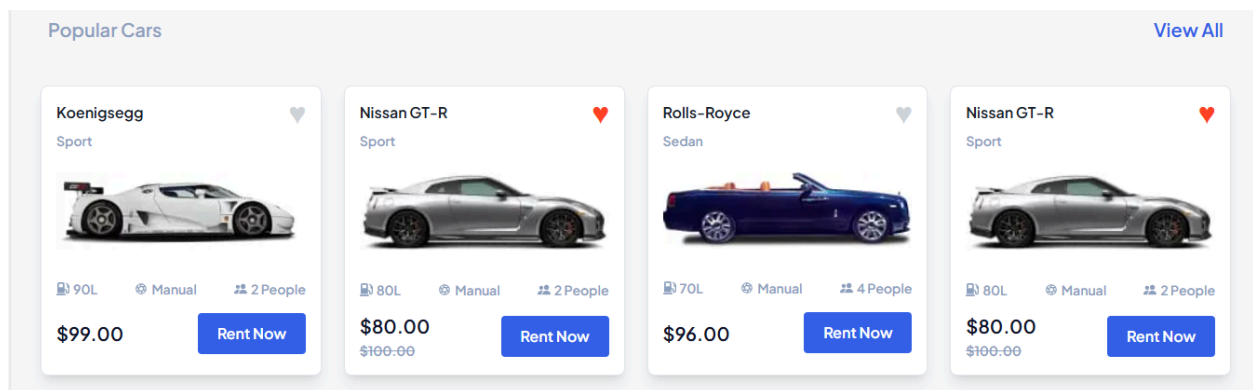 Popular Cars
View All
Koenigsegg
Sport
90L Manual 2 People
$99.00
Rent Now
Nissan GT-R
Sport
80L Manual 2 People
$80.00
$100.00
Rent Now
Rolls-Royce
Sedan
70L Manual 4 People
$96.00
Rent Now
Nissan GT-R
Sport
80L Manual 2 People
$80.00
$100.00
Rent Now